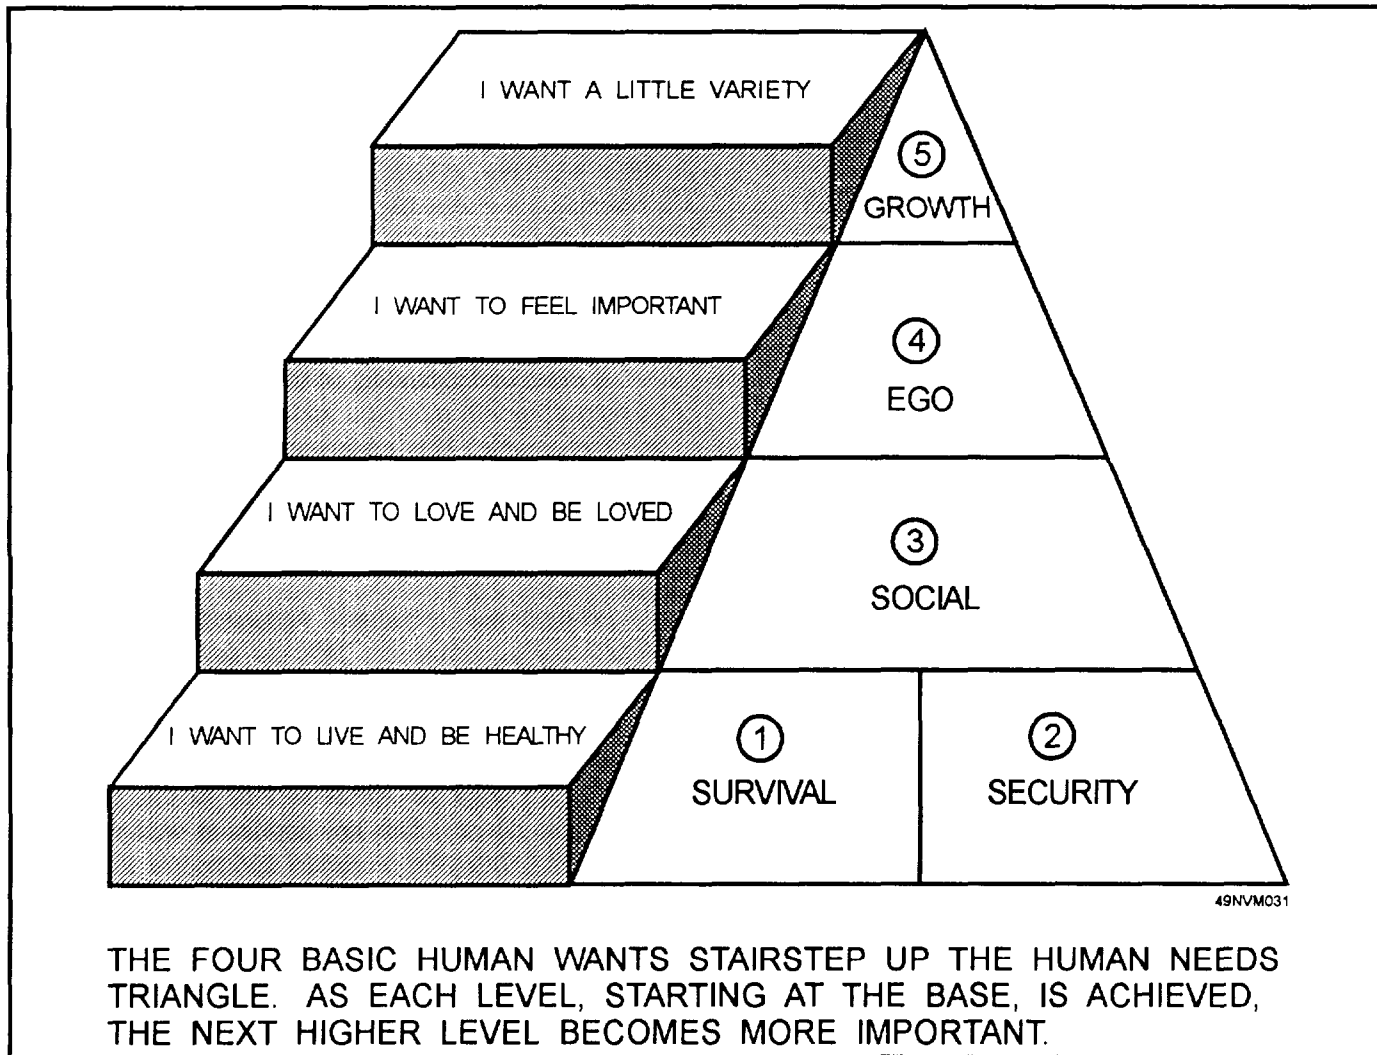 I WANT A LITTLE VARIETY
5
GROWTH
I WANT TO FEEL IMPORTANT
4
EGO
I WANT TO LOVE AND BE LOVED
3
SOCIAL
I WANT TO LIVE AND BE HEALTHY
1
SURVIVAL
2
SECURITY
49NVM031
THE FOUR BASIC HUMAN WANTS STAIRSTEP UP THE HUMAN NEEDS
TRIANGLE. AS EACH LEVEL, STARTING AT THE BASE, IS ACHIEVED,
THE NEXT HIGHER LEVEL BECOMES MORE IMPORTANT.